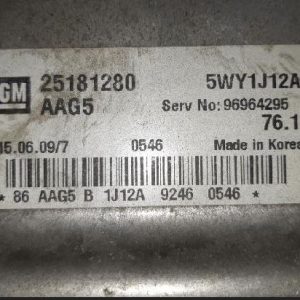 GM 25181280 5WY1J12A
AAG5 Serv No: 96964295
76.1
15.06.09/7 0546 Made in Korea
* 86 AAG5 B 1J12A 9246 0546 *